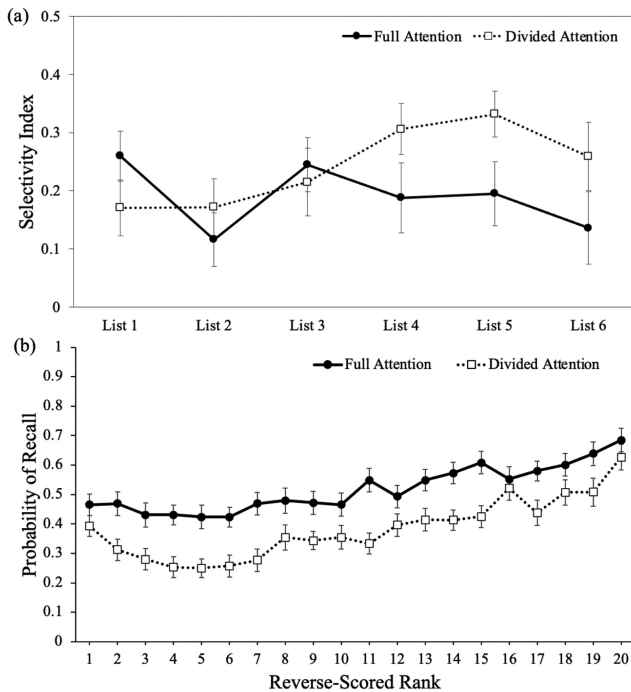 (a)
0.5
Full Attention Divided Attention
0.4
0.3
0.2
0.1
0
Selectivity Index
List 1 List 2 List 3 List 4 List 5 List 6
(b)
1
Full Attention Divided Attention
0.9
0.8
0.7
0.6
0.5
0.4
0.3
0.2
0.1
0
Probability of Recall
1 2 3 4 5 6 7 8 9 10 11 12 13 14 15 16 17 18 19 20
Reverse-Scored Rank